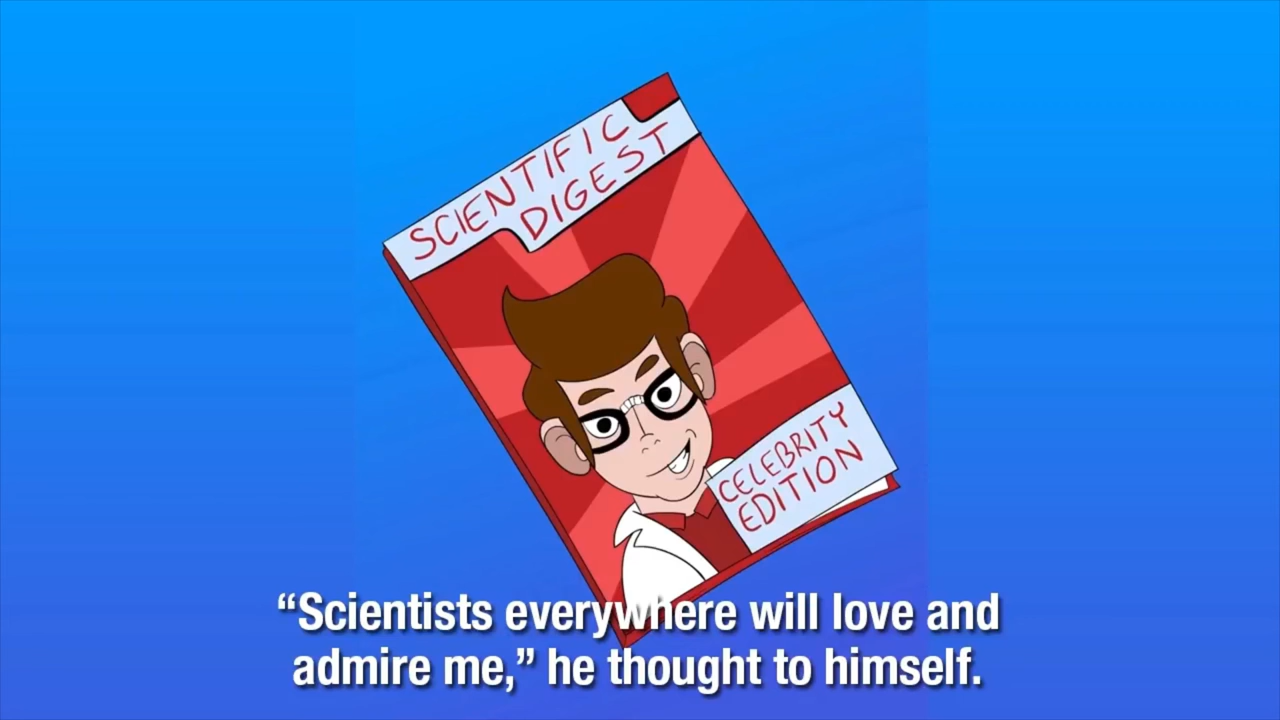 SCIENTIFIC
DIGEST
CELEBRITY
EDITION
“Scientists everywhere will love and
admire me,” he thought to himself.